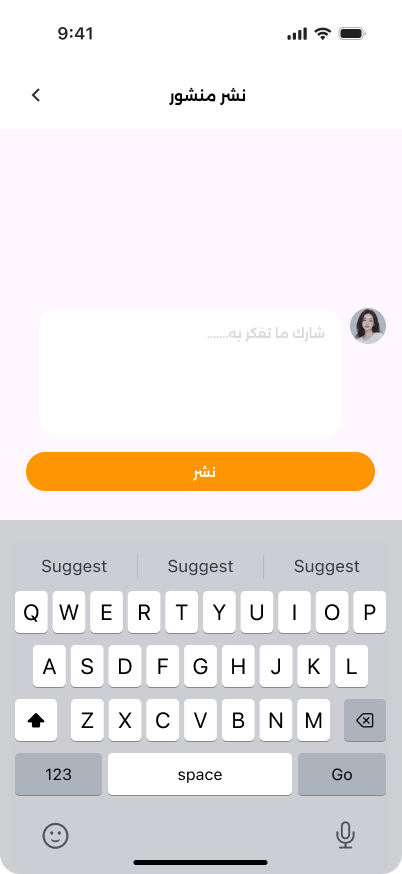 9:41
نشر منشور
شارك ما تفكر به.......
نشر
Suggest Suggest Suggest
Q W E R T Y U I O P
A S D F G H J K L
Z X C V B N M
123 space Go